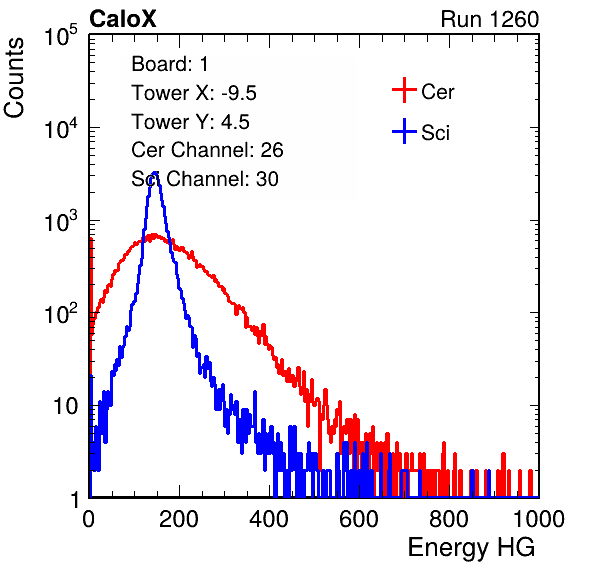 CaloX Run 1260
Counts
10^5
10^4
10^3
10^2
10
1
Board: 1
Tower X: -9.5
Tower Y: 4.5
Cer Channel: 26
Sci Channel: 30
Cer
Sci
0 200 400 600 800 1000
Energy HG